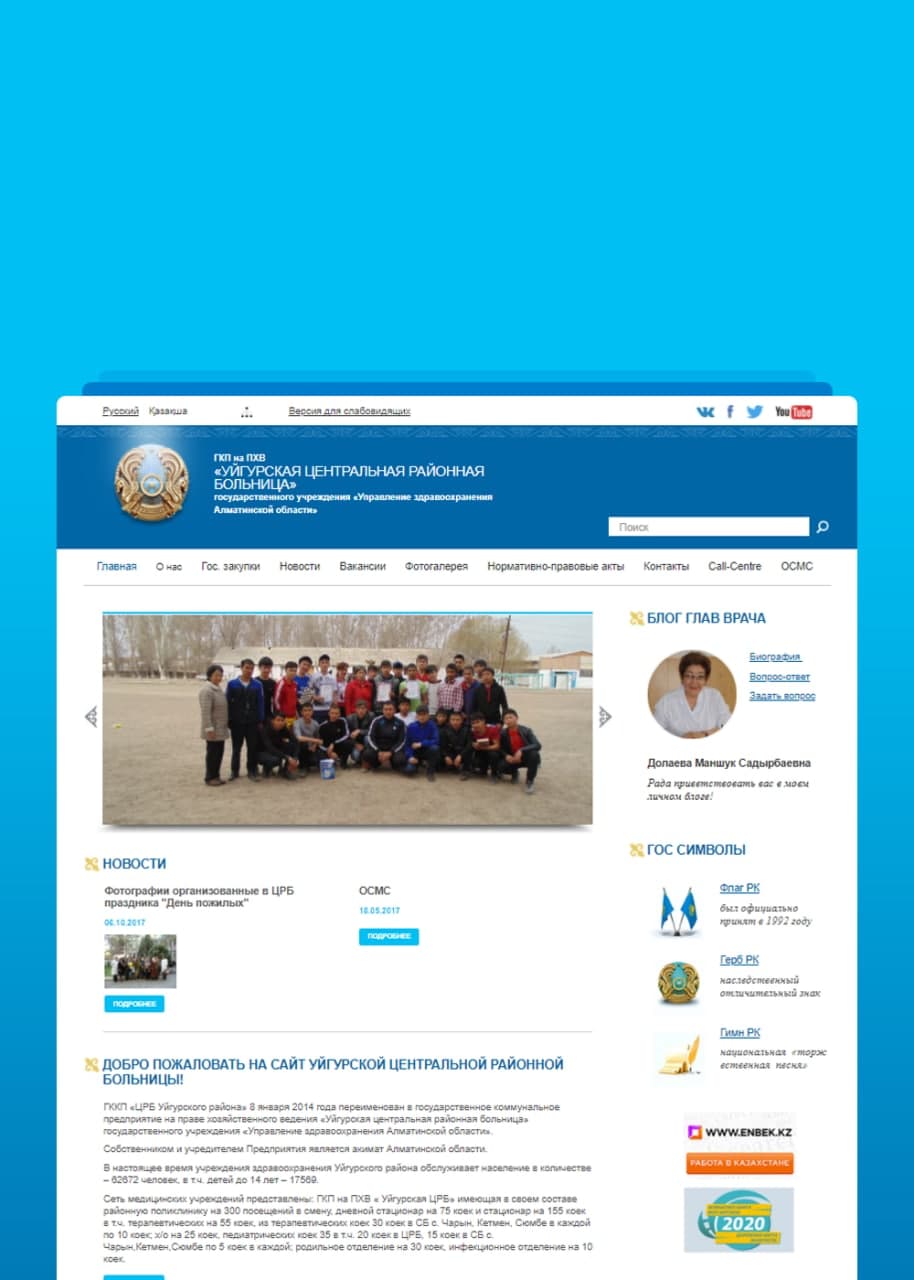 Русский Қазақша Версия для слабовидящих You Tube
ГКП на ПХВ
«УЙГУРСКАЯ ЦЕНТРАЛЬНАЯ РАЙОННАЯ
БОЛЬНИЦА»
государственного учреждения «Управление здравоохранения
Алматинской области»
Поиск
Главная О нас Гос. закупки Новости Вакансии Фотогалерея Нормативно-правовые акты Контакты Call-Centre ОСМС
БЛОГ ГЛАВ ВРАЧА
Биография
Вопрос-ответ
Задать вопрос
Допаева Маншук Садырбаевна
Рада приветствовать вас в моем
личном блоге!
НОВОСТИ
Фотографии организованные в ЦРБ
праздника "День пожилых"
06.10.2017
ПОДРОБНЕЕ
ОСМС
18.05.2017
ПОДРОБНЕЕ
ГОС СИМВОЛЫ
Флаг РК
был официально
принят в 1992 году
Герб РК
наследственный
отличительный знак
Гимн РК
национальная «торж
ественная песня»
ДОБРО ПОЖАЛОВАТЬ НА САЙТ УЙГУРСКОЙ ЦЕНТРАЛЬНОЙ РАЙОННОЙ
БОЛЬНИЦЫ!
ГККП «ЦРБ Уйгурского района» 8 января 2014 года переименован в государственное коммунальное
предприятие на праве хозяйственного ведения «Уйгурская центральная районная больница»
государственного учреждения «Управление здравоохранения Алматинской области».
Собственником и учредителем Предприятия является акимат Алматинской области.
В настоящее время учреждения здравоохранения Уйгурского района обслуживает население в количестве
– 62672 человек, в т.ч. детей до 14 лет – 17569.
Сеть медицинских учреждений представлены: ГКП на ПХВ « Уйгурская ЦРБ» имеющая в своем составе
районную поликлинику на 300 посещений в смену, дневной стационар на 75 коек и стационар на 155 коек
в т.ч. терапевтических на 55 коек, из терапевтических коек 30 коек в СБ с. Чарын, Кетмен, Сюмбе в каждой
по 10 коек; х/о на 25 коек, педиатрических коек 35 в т.ч. 20 коек в ЦРБ, 15 коек в СБ с.
Чарын,Кетмен,Сюмбе по 5 коек в каждой; родильное отделение на 30 коек, инфекционное отделение на 10
коек.
WWW.ENBEK.KZ
РАБОТА В КАЗАХСТАНЕ
2020